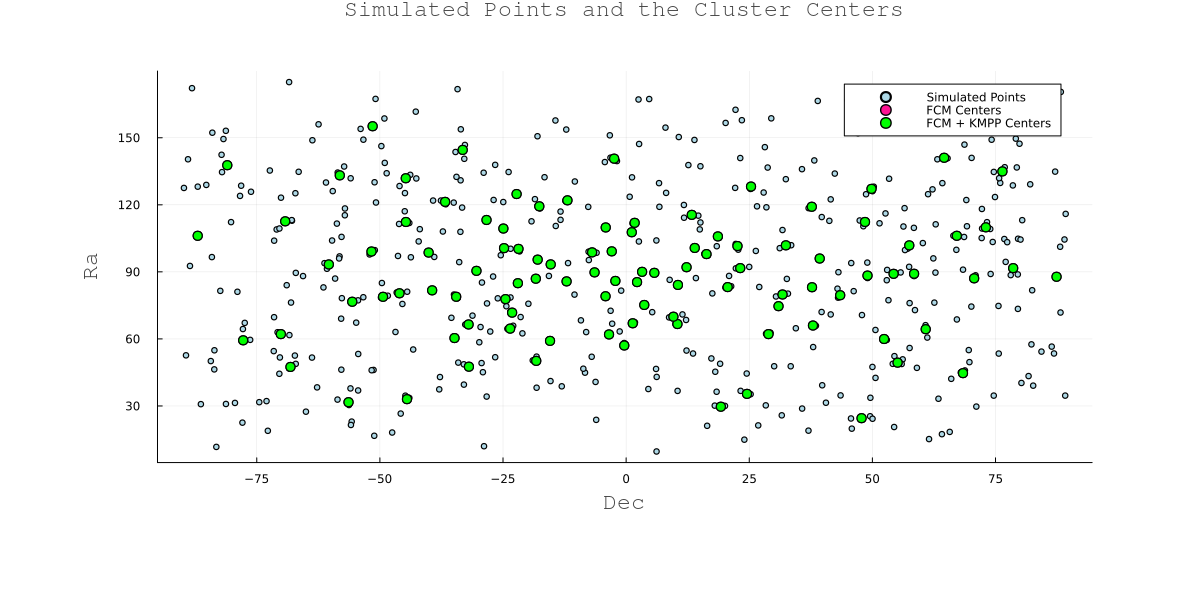 Simulated Points and the Cluster Centers
Simulated Points
FCM Centers
FCM + KMPP Centers
150
120
90
60
30
Ra
−75
−50
−25
0
25
50
75
Dec